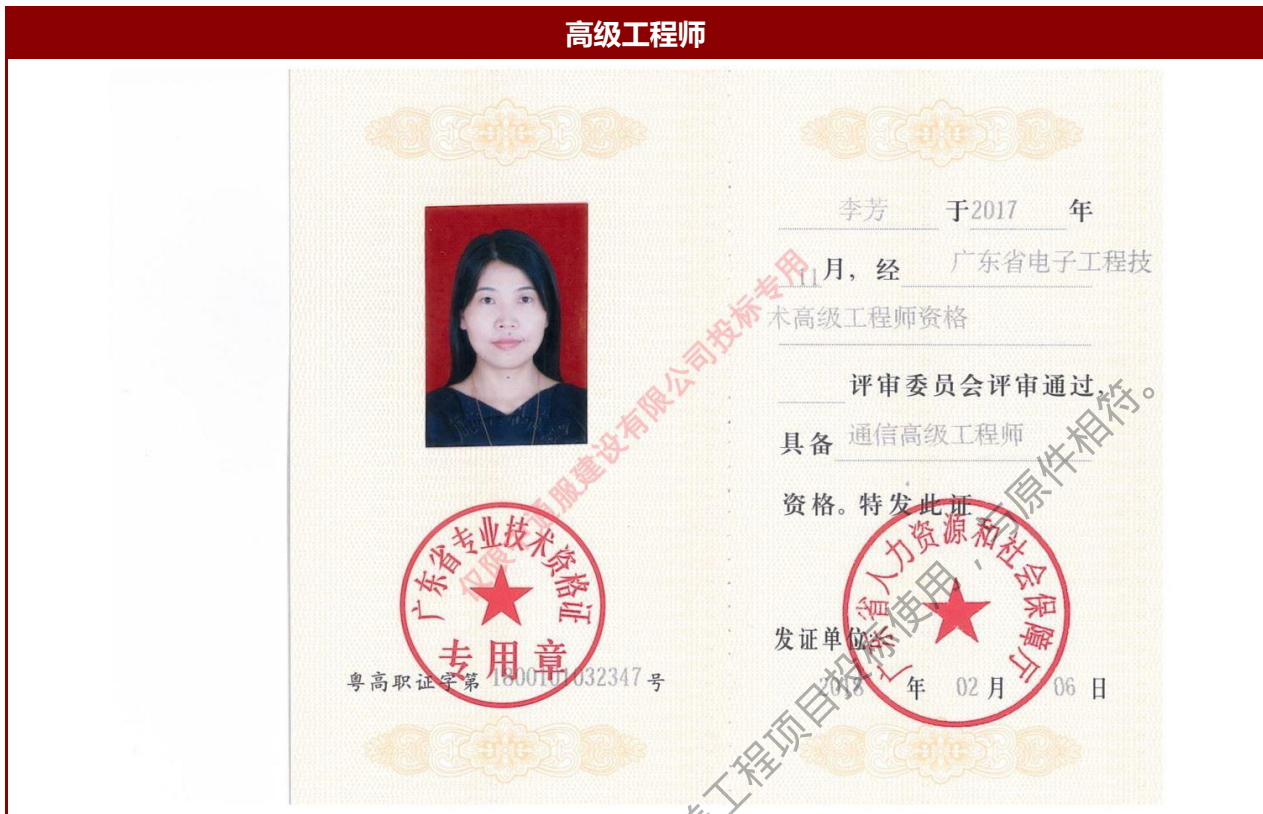 高级工程师
李芳 于2017 年
11月，经 广东省电子工程技
术高级工程师资格
评审委员会评审通过，
具备 通信高级工程师
资格。特发此证
发证单位：
2018 年 02 月 06 日
广东省人力资源和社会保障厅
广东省专业技术资格证
专用章
粤高职证字第 1800101032347 号
服建设有限公司投标专用
工程项目投标使用，与原件相符。